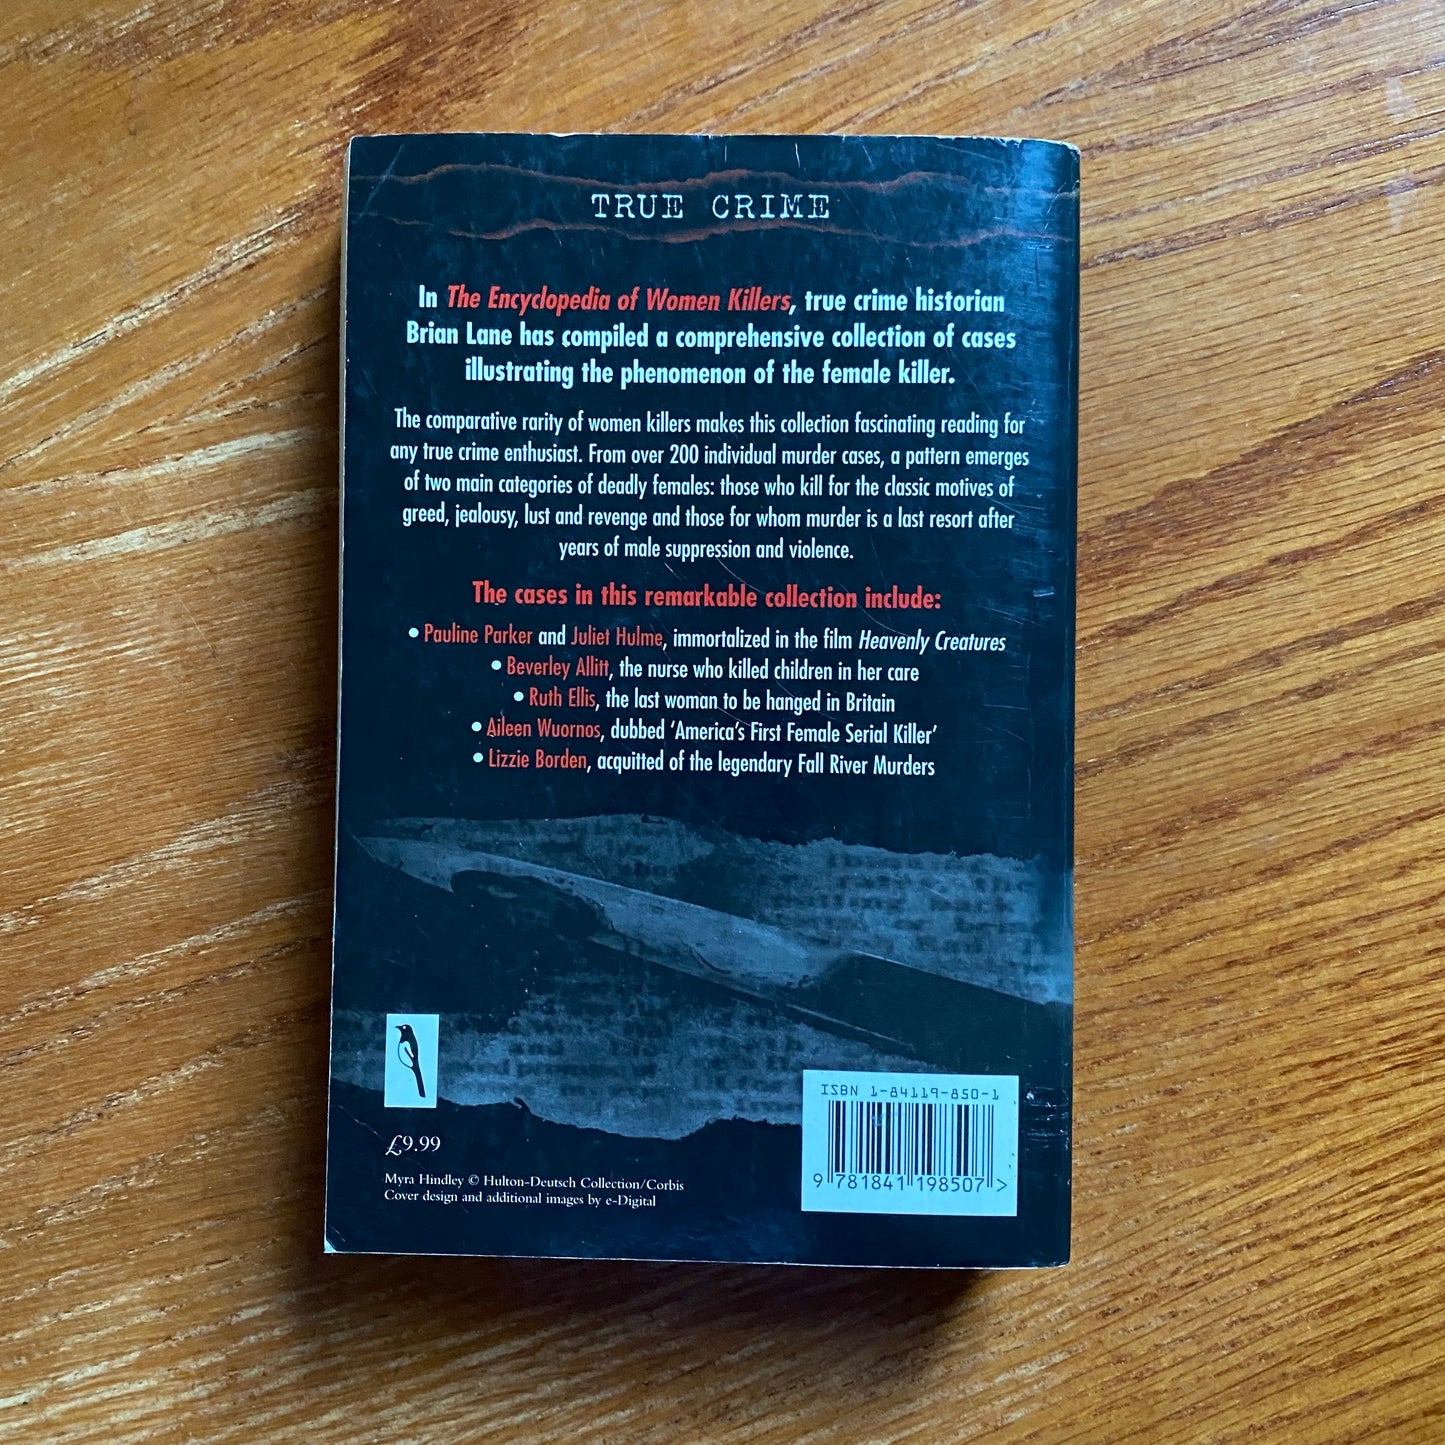 TRUE CRIME
In The Encyclopedia of Women Killers, true crime historian
Brian Lane has compiled a comprehensive collection of cases
illustrating the phenomenon of the female killer.
The comparative rarity of women killers makes this collection fascinating reading for
any true crime enthusiast. From over 200 individual murder cases, a pattern emerges
of two main categories of deadly females: those who kill for the classic motives of
greed, jealousy, lust and revenge and those for whom murder is a last resort after
years of male suppression and violence.
The cases in this remarkable collection include:
• Pauline Parker and Juliet Hulme, immortalized in the film Heavenly Creatures
• Beverley Allitt, the nurse who killed children in her care
• Ruth Ellis, the last woman to be hanged in Britain
• Aileen Wuornos, dubbed ‘America’s First Female Serial Killer’
• Lizzie Borden, acquitted of the legendary Fall River Murders
£9.99
Myra Hindley © Hulton-Deutsch Collection/Corbis
Cover design and additional images by e-Digital
ISBN 1-84119-850-1
9 781841 198507 >